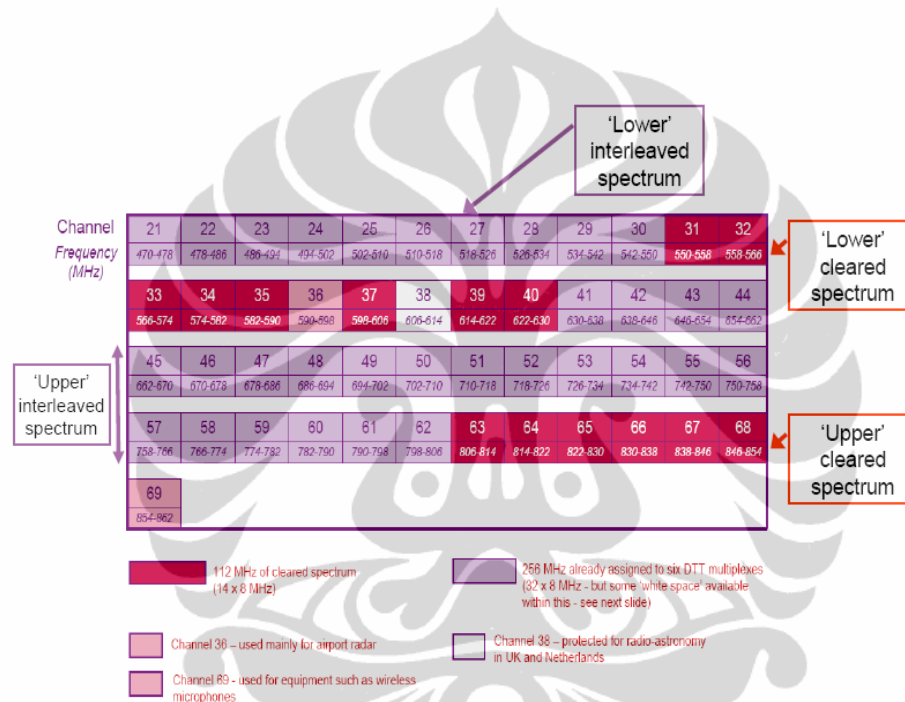 ‘Lower’
interleaved
spectrum
Channel 21 22 23 24 25 26 27 28 29 30 31 32
Frequency
(MHz)
470-478 478-486 486-494 494-502 502-510 510-518 518-526 526-534 534-542 542-550 550-558 558-566
‘Lower’
cleared
spectrum
33 34 35 36 37 38 39 40 41 42 43 44
566-574 574-582 582-590 590-598 598-606 606-614 614-622 622-630 630-638 638-646 646-654 654-662
‘Upper’
interleaved
spectrum
45 46 47 48 49 50 51 52 53 54 55 56
662-670 670-678 678-686 686-694 694-702 702-710 710-718 718-726 726-734 734-742 742-750 750-758
57 58 59 60 61 62 63 64 65 66 67 68
758-766 766-774 774-782 782-790 790-798 798-806 806-814 814-822 822-830 830-838 838-846 846-854
‘Upper’
cleared
spectrum
69
854-862
112 MHz of cleared spectrum
(14 x 8 MHz)
256 MHz already assigned to six DTT multiplexes
(32 x 8 MHz - but some ‘white space’ available
within this - see next slide)
Channel 36 – used mainly for airport radar
Channel 38 – protected for radio-astronomy
in UK and Netherlands
Channel 69 - used for equipment such as wireless
microphones